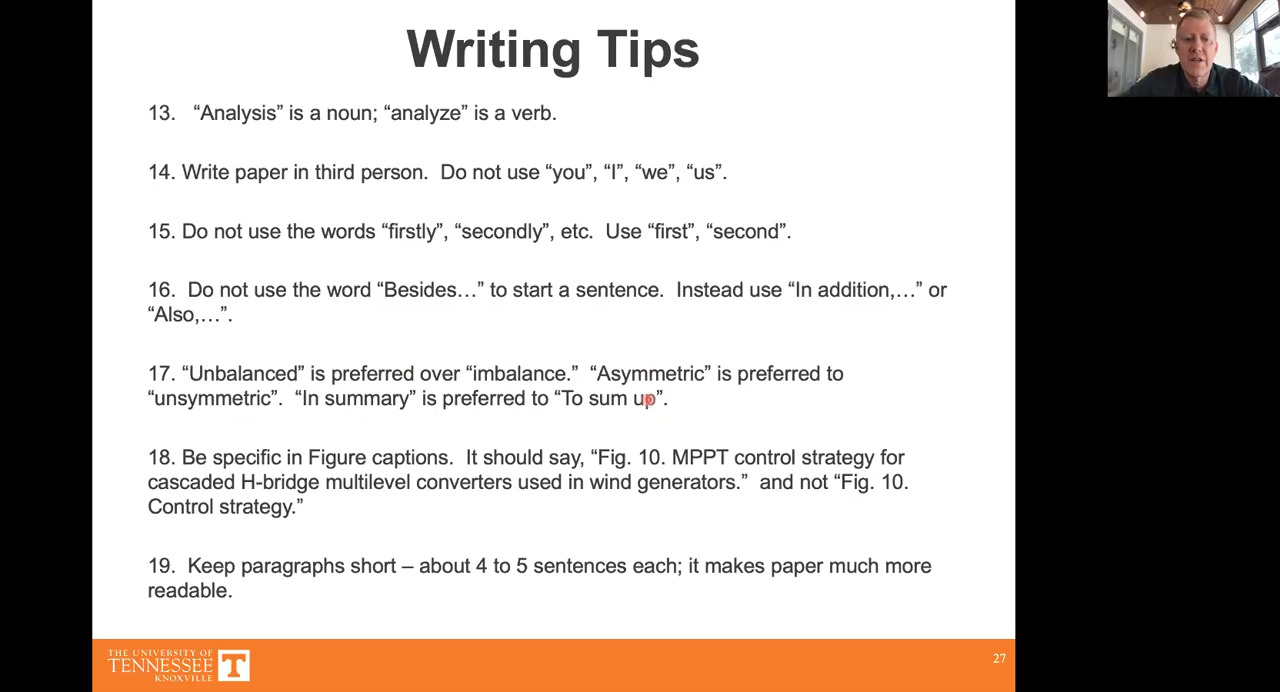 Writing Tips
13.   “Analysis” is a noun; “analyze” is a verb.
14. Write paper in third person.  Do not use “you”, “I”, “we”, “us”.
15. Do not use the words “firstly”, “secondly”, etc.  Use “first”, “second”.
16.  Do not use the word “Besides…” to start a sentence.  Instead use “In addition,…” or
“Also,…”.
17. “Unbalanced” is preferred over “imbalance.”  “Asymmetric” is preferred to
“unsymmetric”.  “In summary” is preferred to “To sum up”.
18. Be specific in Figure captions.  It should say, “Fig. 10. MPPT control strategy for
cascaded H-bridge multilevel converters used in wind generators.”  and not “Fig. 10.
Control strategy.”
19.  Keep paragraphs short – about 4 to 5 sentences each; it makes paper much more
readable.
THE UNIVERSITY OF
TENNESSEE
KNOXVILLE
T
27